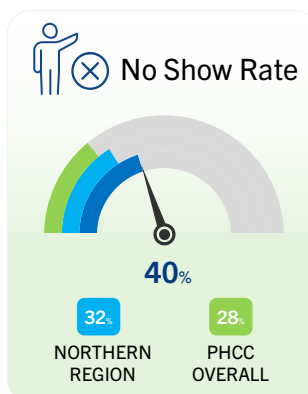 No Show Rate
40%
32%
28%
NORTHERN
REGION
PHCC
OVERALL